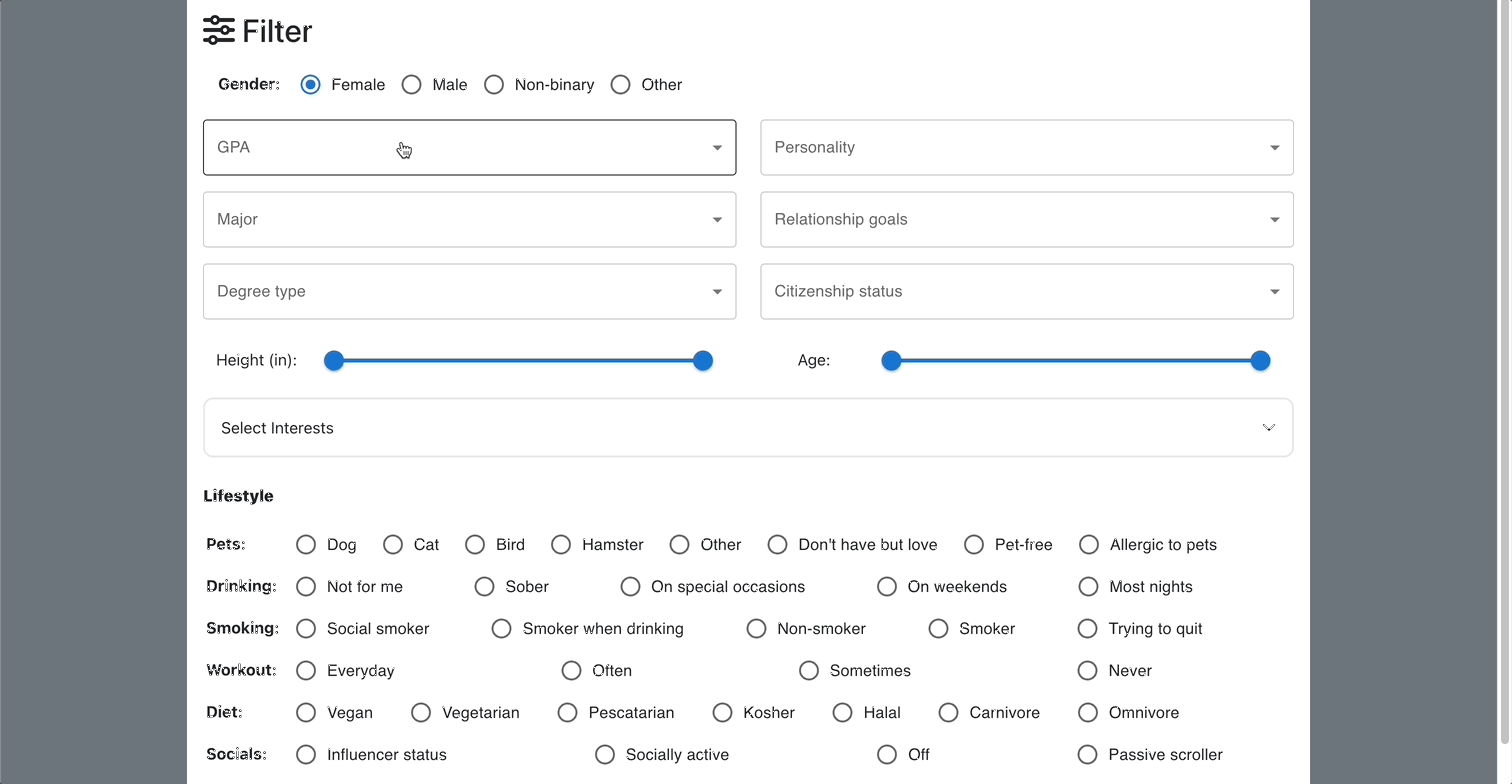 Filter
Gender: Female Male Non-binary Other
GPA Personality
Major Relationship goals
Degree type Citizenship status
Height (in): Age:
Select Interests
Lifestyle
Pets: Dog Cat Bird Hamster Other Don't have but love Pet-free Allergic to pets
Drinking: Not for me Sober On special occasions On weekends Most nights
Smoking: Social smoker Smoker when drinking Non-smoker Smoker Trying to quit
Workout: Everyday Often Sometimes Never
Diet: Vegan Vegetarian Pescatarian Kosher Halal Carnivore Omnivore
Socials: Influencer status Socially active Off Passive scroller